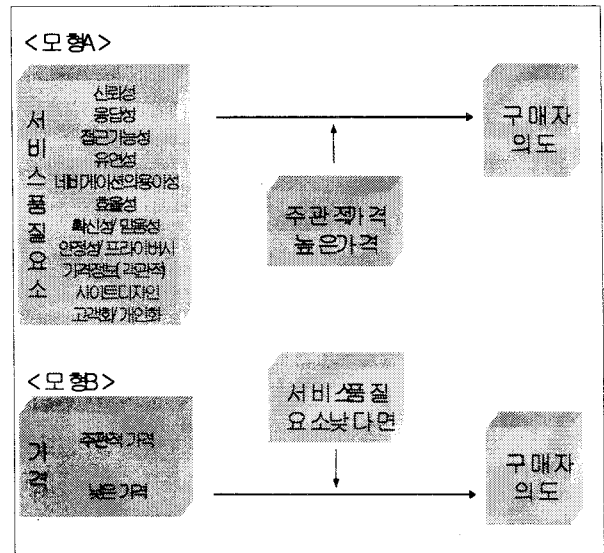 <모형A>
서비스품질요소
신뢰성
응답성
접근가능성
유연성
네비게이션의용이성
효율성
확신성/믿음성
안정성/프라이버시
가격정보(객관적)
사이트디자인
고객화/개인화
주관적가격
높은가격
구매자
의도
<모형B>
가격
주관적 가격
낮은가격
서비스품질
요소낮다면
구매자
의도